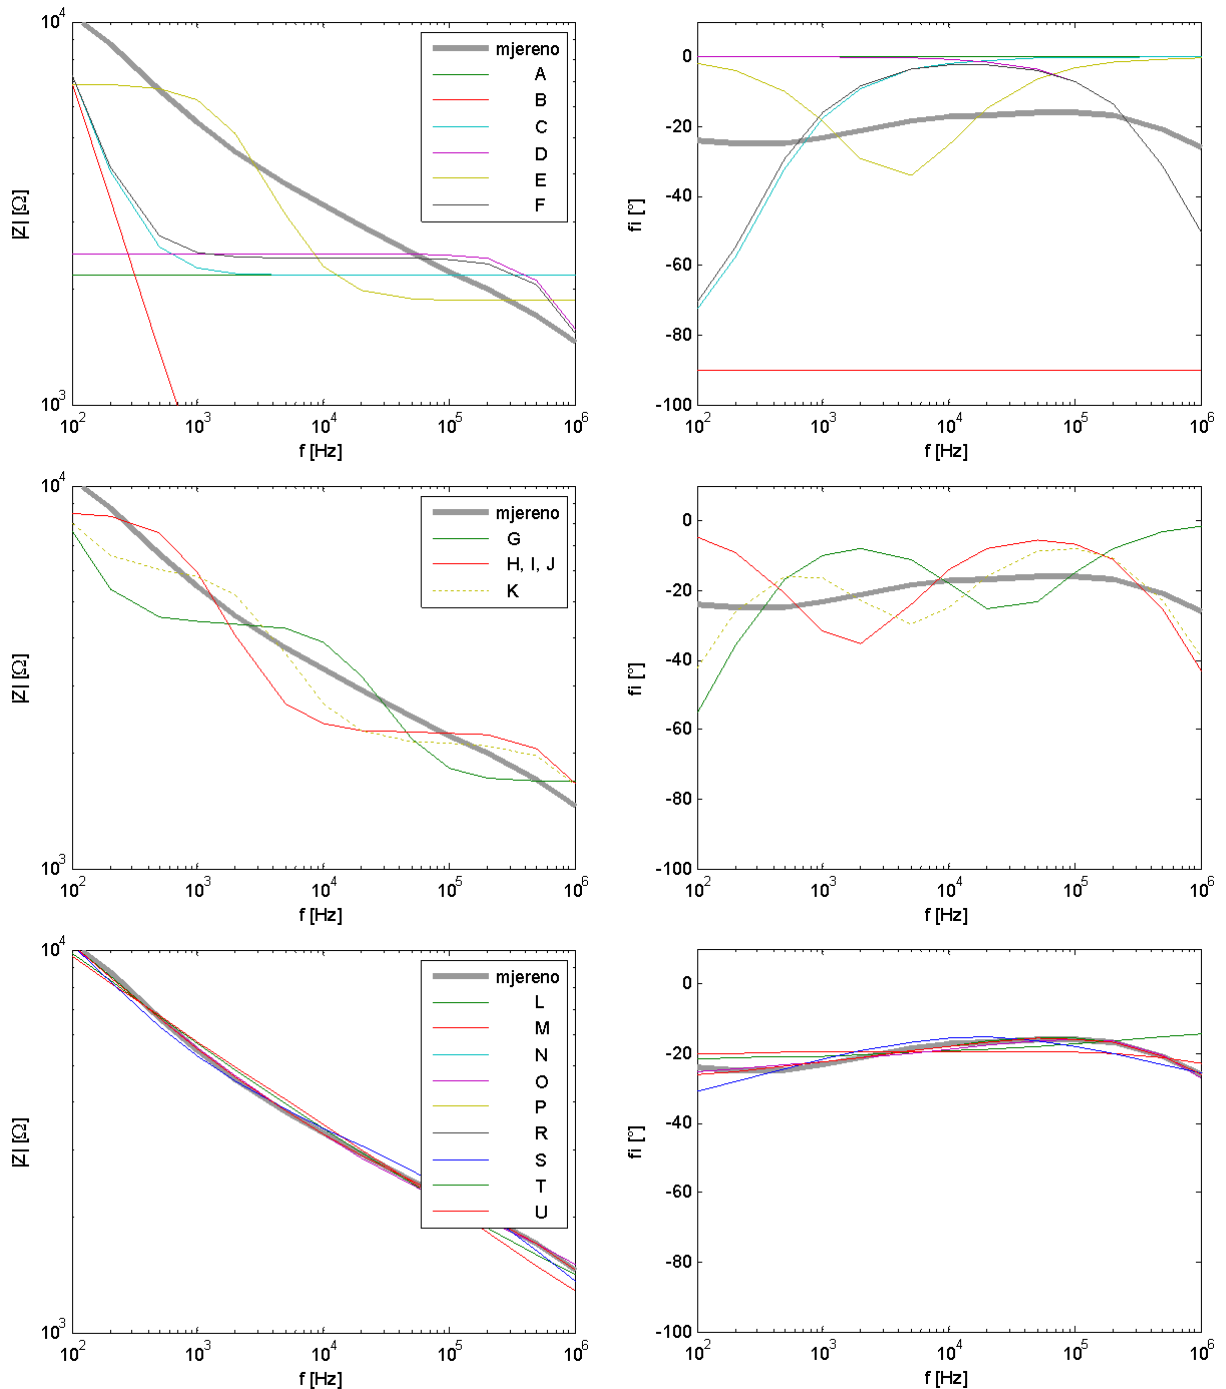 10^4
10^3
|Z| [Ω]
10^2 10^3 10^4 10^5 10^6
f [Hz]
mjereno
A
B
C
D
E
F
0
-20
-40
-60
-80
-100
fi [°]
10^2 10^3 10^4 10^5 10^6
f [Hz]
10^4
10^3
|Z| [Ω]
10^2 10^3 10^4 10^5 10^6
f [Hz]
mjereno
G
H, I, J
K
0
-20
-40
-60
-80
-100
fi [°]
10^2 10^3 10^4 10^5 10^6
f [Hz]
10^4
10^3
|Z| [Ω]
10^2 10^3 10^4 10^5 10^6
f [Hz]
mjereno
L
M
N
O
P
R
S
T
U
0
-20
-40
-60
-80
-100
fi [°]
10^2 10^3 10^4 10^5 10^6
f [Hz]